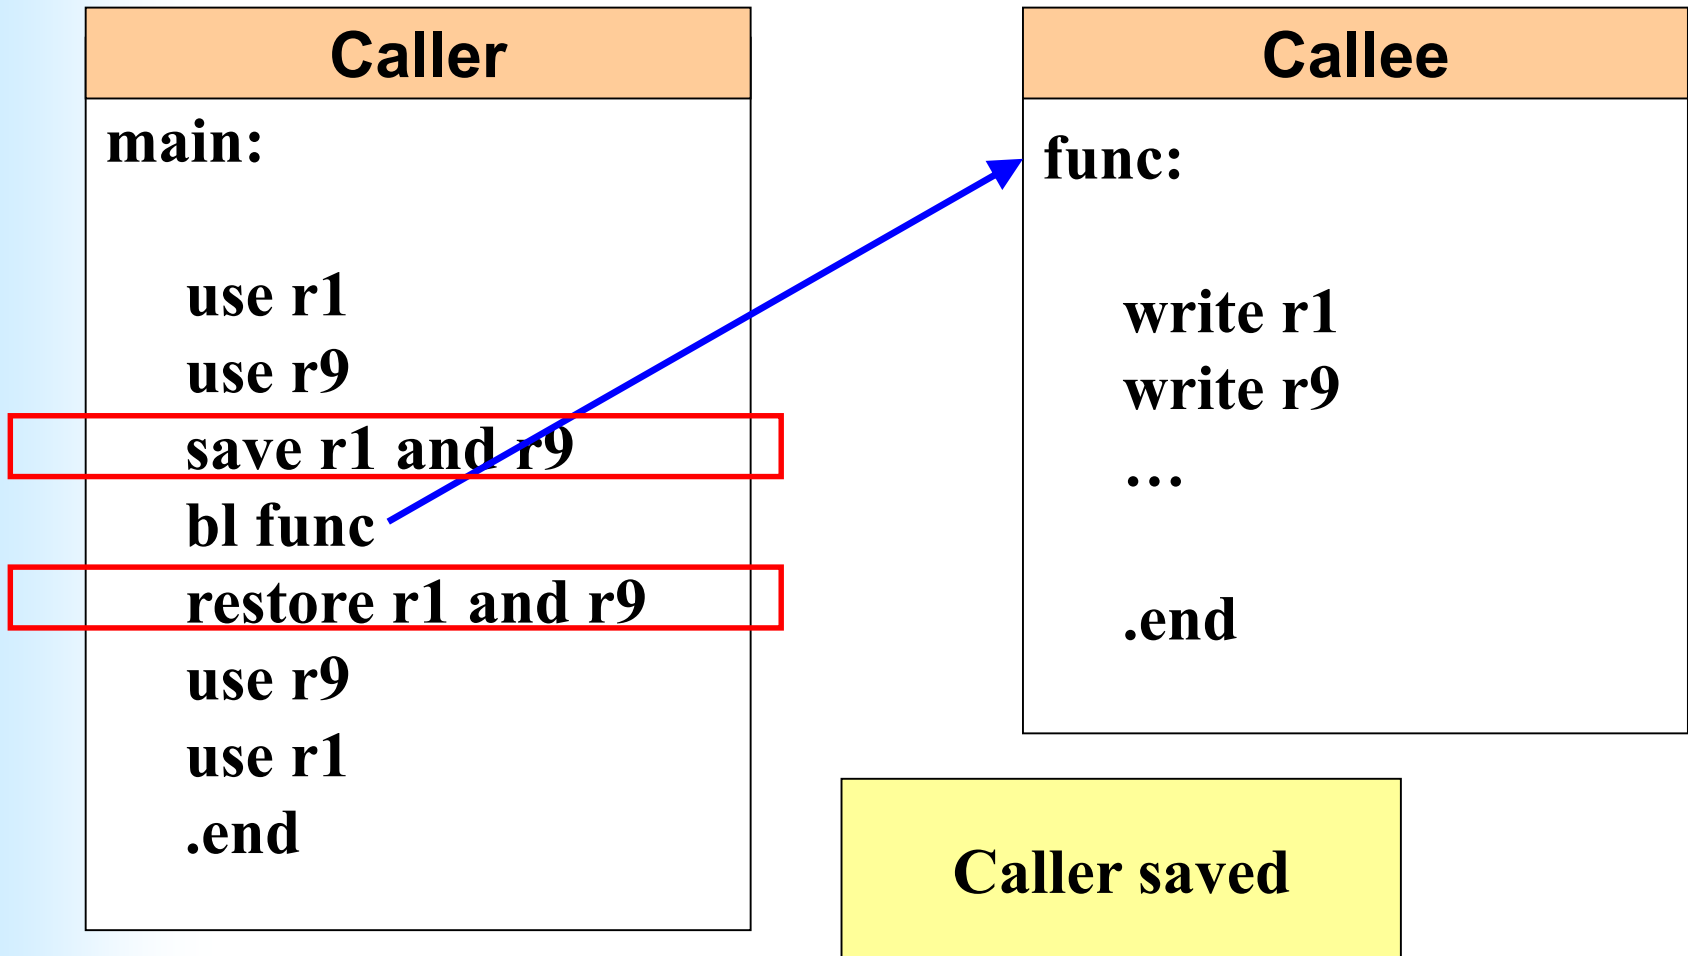 Caller
main:
use r1
use r9
save r1 and r9
bl func
restore r1 and r9
use r9
use r1
.end
Callee
func:
write r1
write r9
…
.end
Caller saved